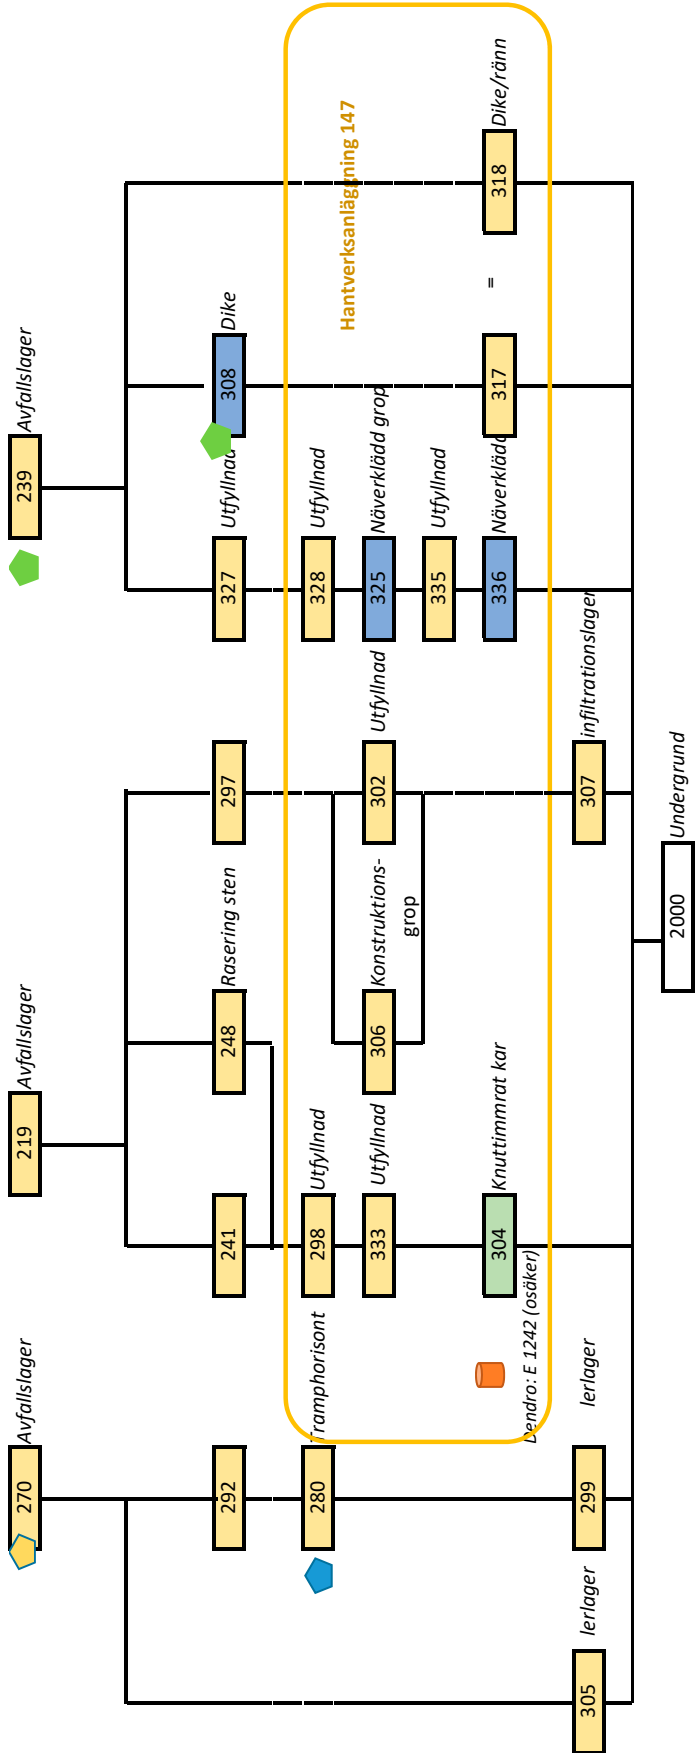 270
Avfallslager
219
Avfallslager
239
Avfallslager
292
241
248
Rasering sten
297
327
Utfyllnad
308
Dike
280
Tramphorisont
298
Utfyllnad
328
Utfyllnad
Hantverksanläggning 147
333
Utfyllnad
306
Konstruktions-
grop
302
Utfyllnad
325
Näverklädd grop
335
Utfyllnad
304
Knuttimrat kar
336
Näverklädd
317
=
318
Dike/ränn
Dendro: E 1242 (osäker)
305
lerlager
299
lerlager
307
infiltrationslager
2000
Undergrund